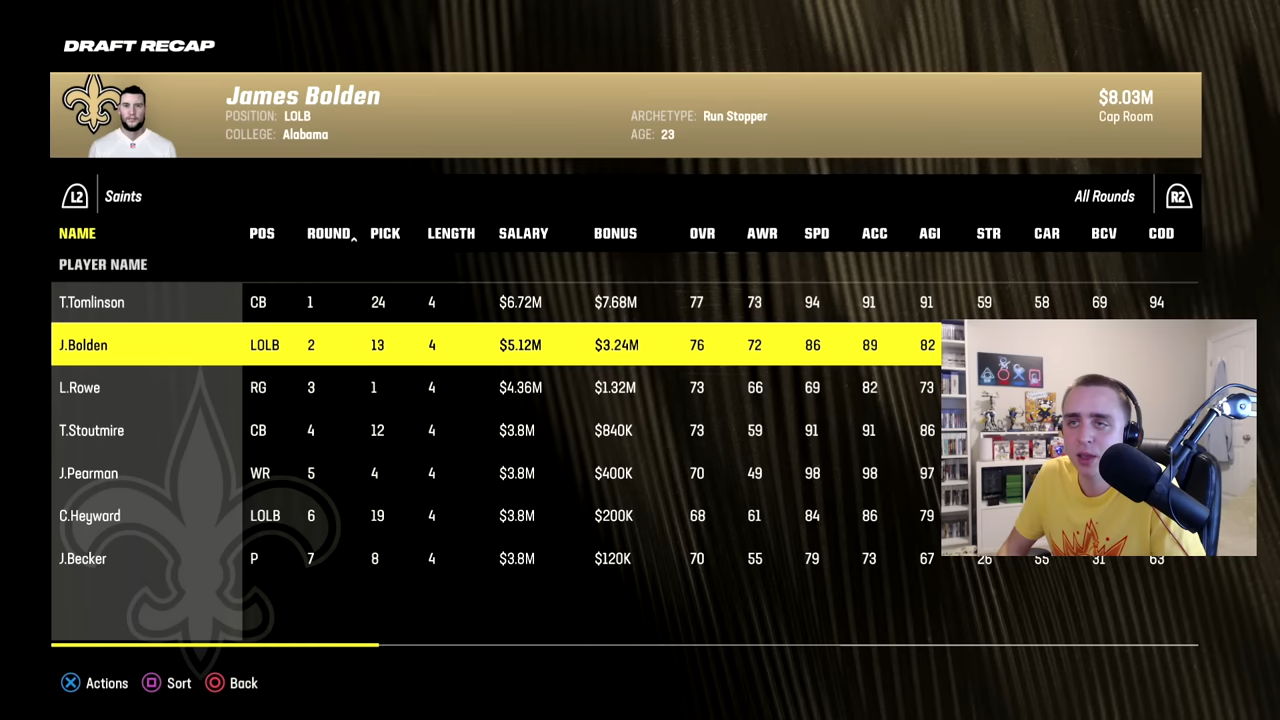 DRAFT RECAP
James Bolden
POSITION: LOLB
COLLEGE: Alabama
ARCHETYPE: Run Stopper
AGE: 23
$8.03M
Cap Room
L2 Saints All Rounds R2
NAME POS ROUND PICK LENGTH SALARY BONUS OVR AWR SPD ACC AGI STR CAR BCV COD
PLAYER NAME
T.Tomlinson CB 1 24 4 $6.72M $7.68M 77 73 94 91 91 59 58 69 94
J.Bolden LOLB 2 13 4 $5.12M $3.24M 76 72 86 89 82
L.Rowe RG 3 1 4 $4.36M $1.32M 73 66 69 82 73
T.Stoutmire CB 4 12 4 $3.8M $840K 73 59 91 91 86
J.Pearman WR 5 4 4 $3.8M $400K 70 49 98 98 97
C.Heyward LOLB 6 19 4 $3.8M $200K 68 61 84 86 79
J.Becker P 7 8 4 $3.8M $120K 70 55 79 73 67 26 55 31 63
Actions Sort Back